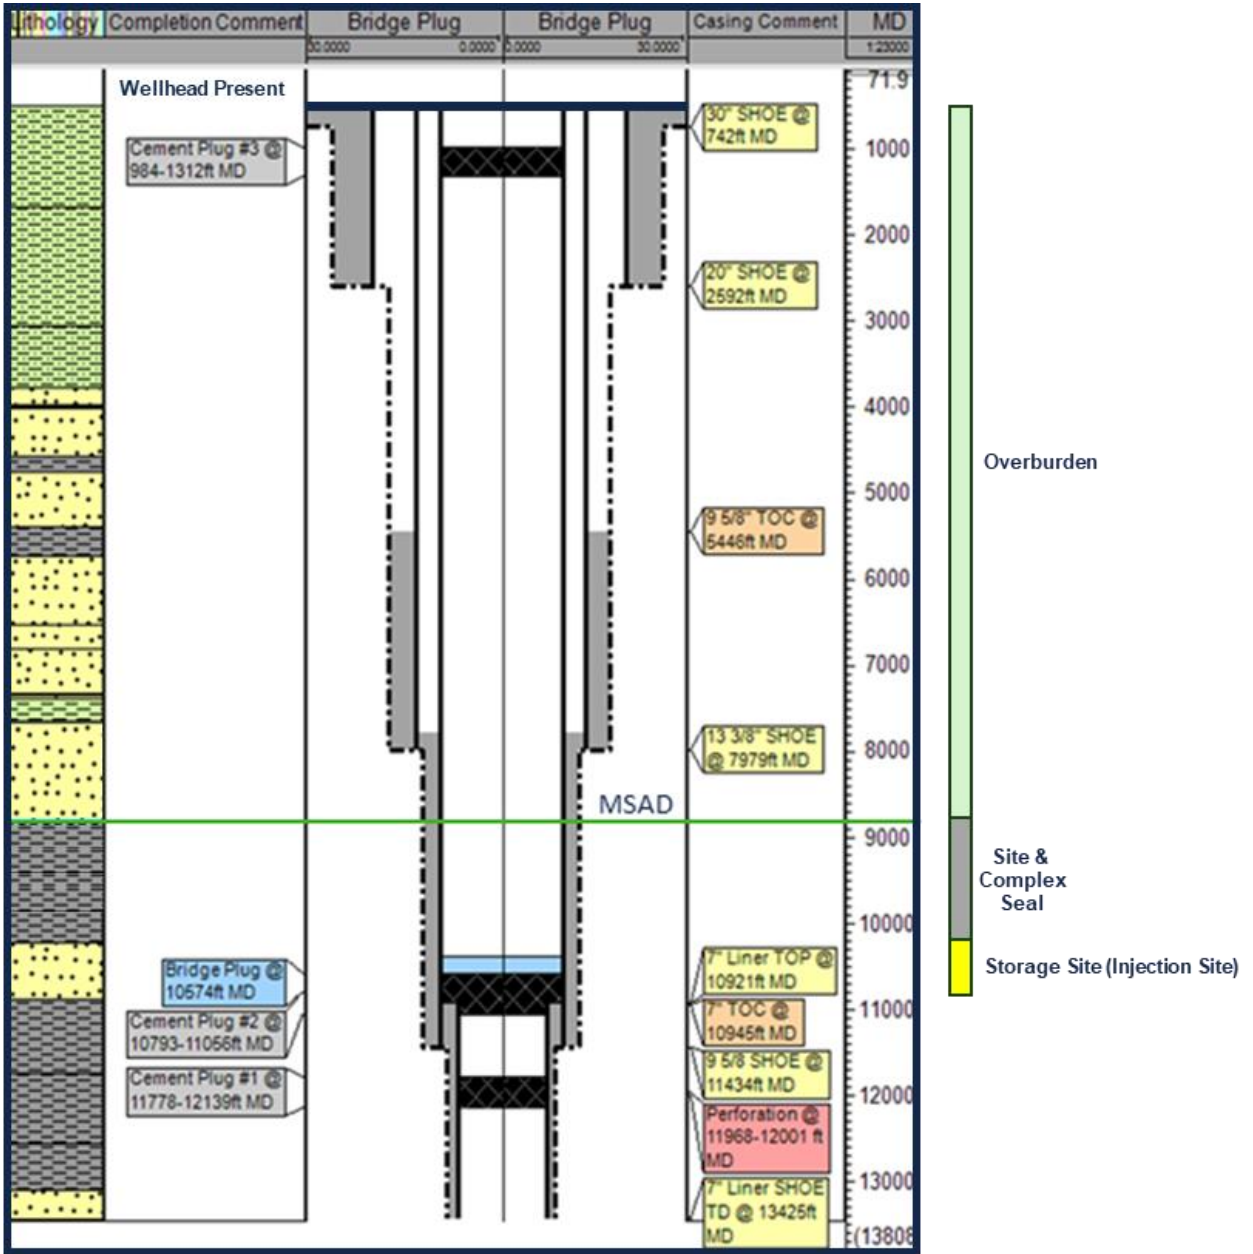 Lithology Completion Comment Bridge Plug Bridge Plug Casing Comment MD
30.0000 0.0000 0.0000 30.0000 1:23000
71.9
Wellhead Present
30" SHOE @
742ft MD
Cement Plug #3 @
984-1312ft MD
1000
2000
20" SHOE @
2592ft MD
3000
4000
Overburden
5000
9 5/8" TOC @
5446ft MD
6000
7000
13 3/8" SHOE
@ 7979ft MD
8000
MSAD
9000
Site &
Complex
Seal
10000
Bridge Plug @
10574ft MD
7" Liner TOP @
10921ft MD
Storage Site (Injection Site)
11000
7" TOC @
10945ft MD
Cement Plug #2 @
10793-11056ft MD
9 5/8 SHOE @
11434ft MD
Cement Plug #1 @
11778-12139ft MD
12000
Perforation @
11968-12001 ft
MD
13000
7" Liner SHOE
TD @ 13425ft
MD
(13808